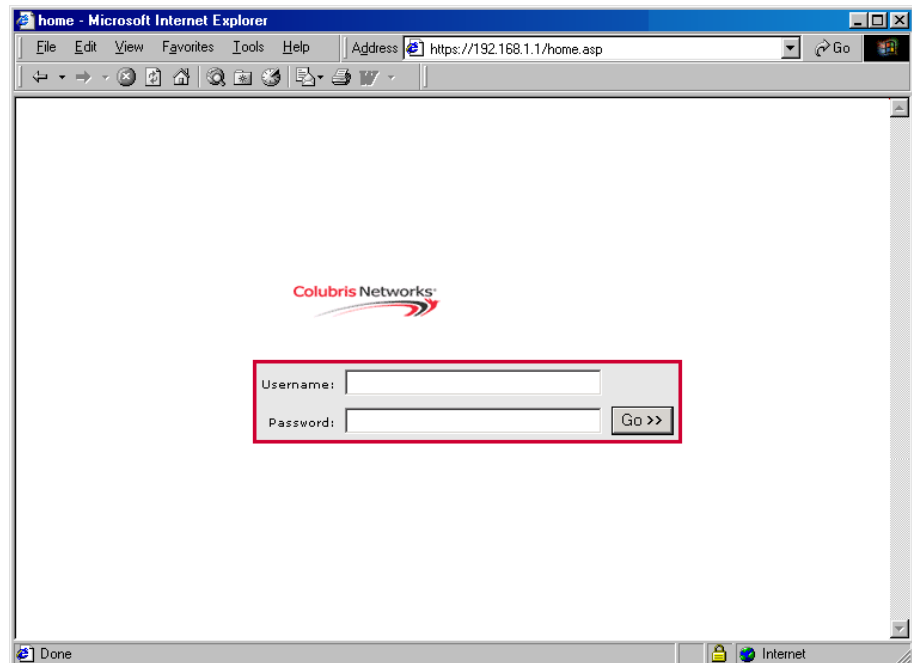 home - Microsoft Internet Explorer
File Edit View Favorites Tools Help Address https://192.168.1.1/home.asp Go
Colubris Networks
Username:
Password: Go >>
Done Internet